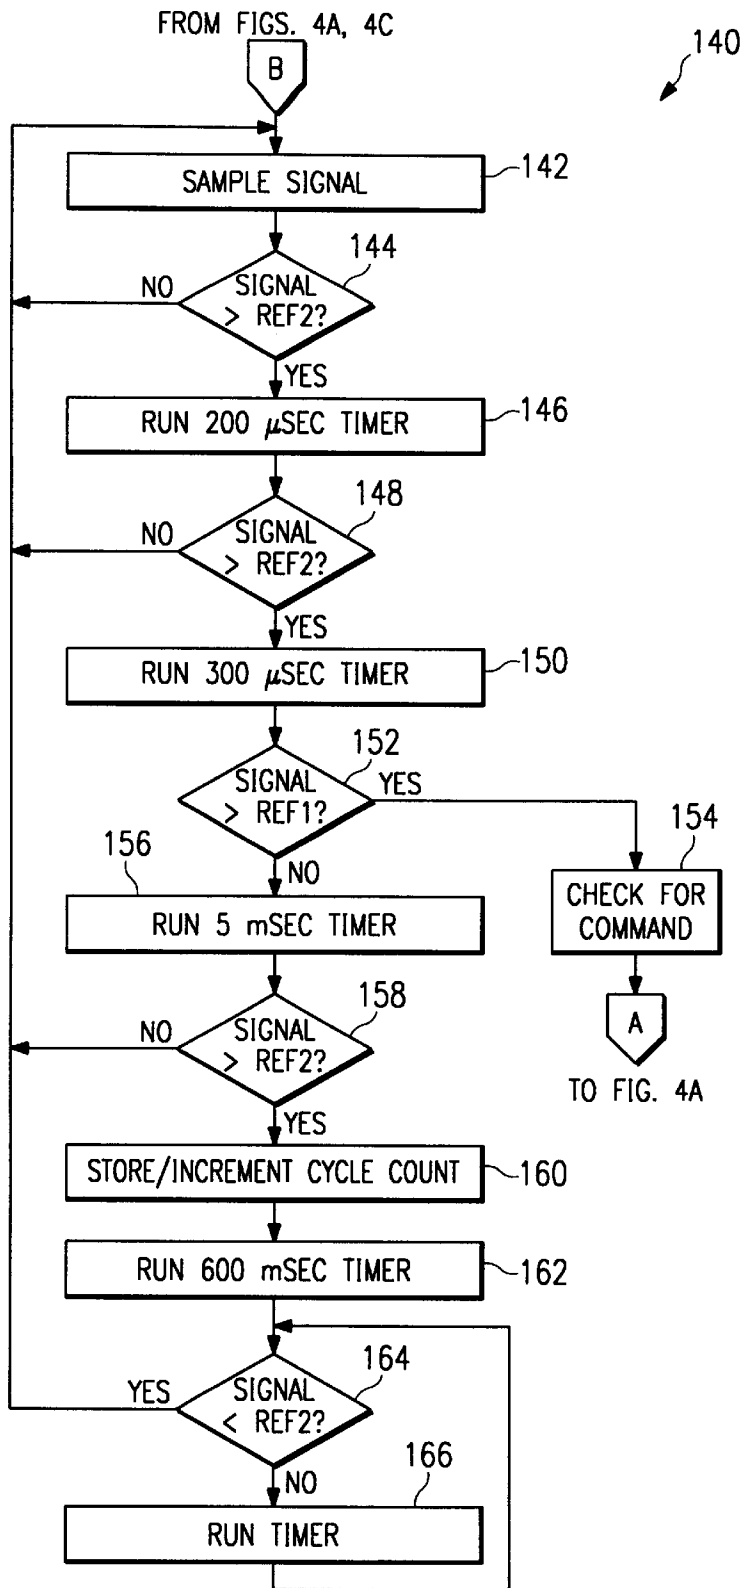 FROM FIGS. 4A, 4C
B
140
SAMPLE SIGNAL
142
144
SIGNAL
> REF2?
NO
YES
RUN 200 μSEC TIMER
146
148
SIGNAL
> REF2?
NO
YES
RUN 300 μSEC TIMER
150
152
SIGNAL
> REF1?
YES
NO
154
CHECK FOR
COMMAND
A
TO FIG. 4A
156
RUN 5 mSEC TIMER
158
SIGNAL
> REF2?
NO
YES
STORE/INCREMENT CYCLE COUNT
160
RUN 600 mSEC TIMER
162
164
SIGNAL
< REF2?
YES
NO
166
RUN TIMER